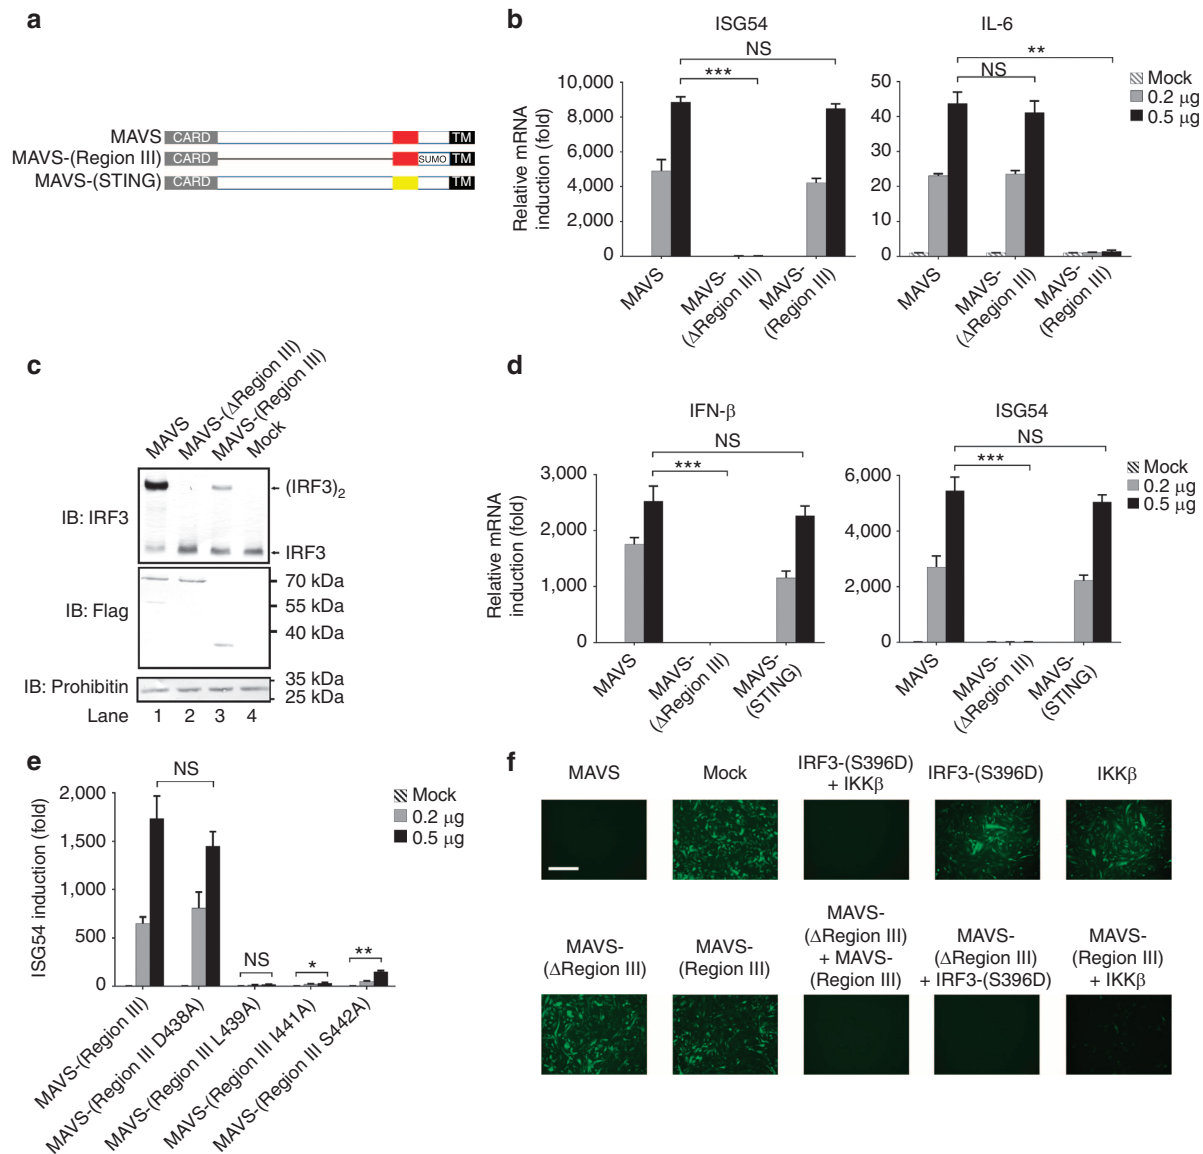 a
MAVS
CARD
TM
MAVS-(Region III)
CARD
SUMO
TM
MAVS-(STING)
CARD
TM
b
ISG54
NS
***
Relative mRNA
induction (fold)
10,000
8,000
6,000
4,000
2,000
0
MAVS
MAVS-
(ΔRegion III)
MAVS-
(Region III)
IL-6
**
NS
50
40
30
20
10
0
MAVS
MAVS-
(ΔRegion III)
MAVS-
(Region III)
Mock
0.2 μg
0.5 μg
c
MAVS
MAVS-(ΔRegion III)
MAVS-(Region III)
Mock
IB: IRF3
(IRF3)2
IRF3
IB: Flag
70 kDa
55 kDa
40 kDa
IB: Prohibitin
35 kDa
25 kDa
Lane 1 2 3 4
d
IFN-β
NS
***
Relative mRNA
induction (fold)
3,000
2,000
1,000
0
MAVS
MAVS-
(ΔRegion III)
MAVS-
(STING)
ISG54
NS
***
6,000
4,000
2,000
0
MAVS
MAVS-
(ΔRegion III)
MAVS-
(STING)
Mock
0.2 μg
0.5 μg
e
NS
Mock
0.2 μg
0.5 μg
ISG54 induction (fold)
2,000
1,500
1,000
500
0
NS
*
**
MAVS-(Region III)
MAVS-(Region III D438A)
MAVS-(Region III L439A)
MAVS-(Region III I441A)
MAVS-(Region III S442A)
f
MAVS
Mock
IRF3-(S396D)
+ IKKβ
IRF3-(S396D)
IKKβ
MAVS-
(ΔRegion III)
MAVS-
(Region III)
MAVS-
(ΔRegion III)
+ MAVS-
(Region III)
MAVS-
(ΔRegion III)
+ IRF3-(S396D)
MAVS-
(Region III)
+ IKKβ